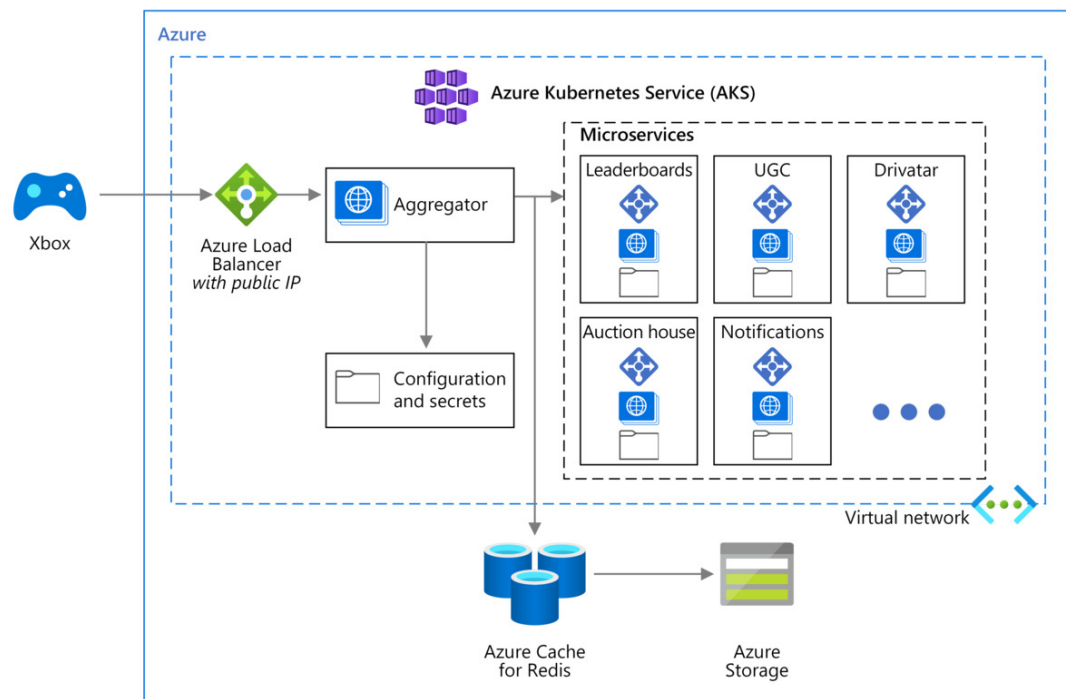 Azure
Azure Kubernetes Service (AKS)
Microservices
Leaderboards
UGC
Drivatar
Aggregator
Xbox
Azure Load
Balancer
with public IP
Auction house
Notifications
Configuration
and secrets
Virtual network
Azure Cache
for Redis
Azure
Storage